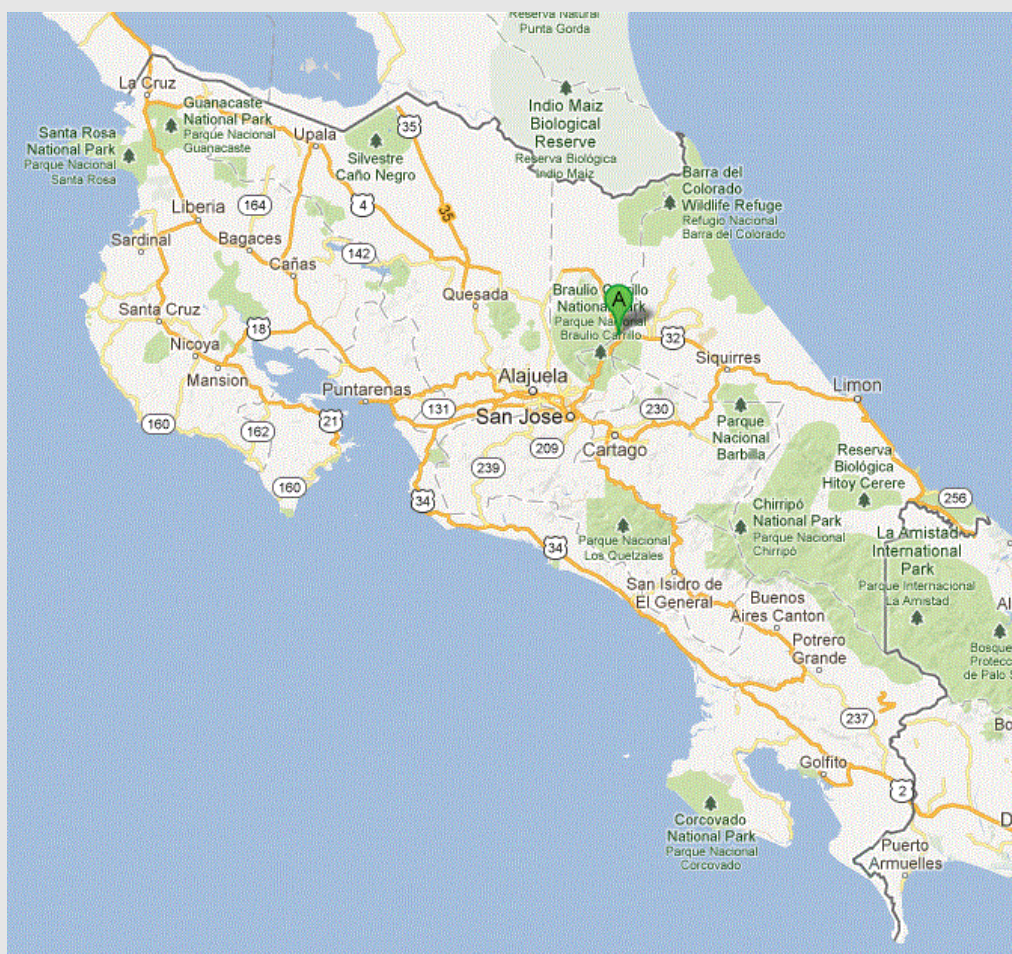 Reserva Natural
Punta Gorda
La Cruz
Guanacaste
National Park
Parque Nacional
Guanacaste
Santa Rosa
National Park
Parque Nacional
Santa Rosa
Upala
35
Silvestre
Caño Negro
Indio Maiz
Biological
Reserve
Reserva Biológica
Indio Maiz
Barra del
Colorado
Wildlife Refuge
Refugio Nacional
Barra del Colorado
164
4
35
Liberia
Sardinal
Bagaces
142
Cañas
Quesada
Braulio Carrillo
National Park
Parque Nacional
Braulio Carrillo
A
Santa Cruz
18
32
Nicoya
Mansion
Siquirres
Puntarenas
Alajuela
Limon
131
San Jose
230
160
162
21
209
Cartago
Parque
Nacional
Barbilla
239
Reserva
Biológica
Hitoy Cerere
160
34
256
Chirripó
National Park
Parque Nacional
Chirripó
La Amistad
International
Park
Parque Internacional
La Amistad
Parque Nacional
Los Quetzales
34
San Isidro de
El General
Buenos
Aires Canton
Al
Potrero
Grande
Bosque
Protec
de Palo S
237
Bo
Golfito
2
Corcovado
National Park
Parque Nacional
Corcovado
D
Puerto
Armuelles